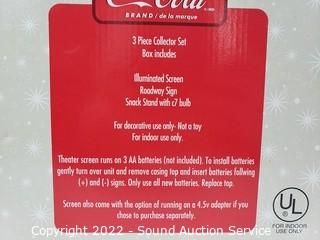 Coca-Cola
BRAND / de la marque
3 Piece Collector Set
Box includes
Illuminated Screen
Roadway Sign
Snack Stand with c7 bulb
For decorative use only- Not a toy
For indoor use only.
Theater screen runs on 3 AA batteries (not included). To install batteries
gently turn over unit and remove casing top and insert batteries follwing
(+) and (-) signs. Only use all new batteries. Replace top.
Screen also come with the option of running on a 4.5v adapter if you
chose to purchase separately.
UL
FOR INDOOR
USE ONLY
Copyright 2022 - Sound Auction Service